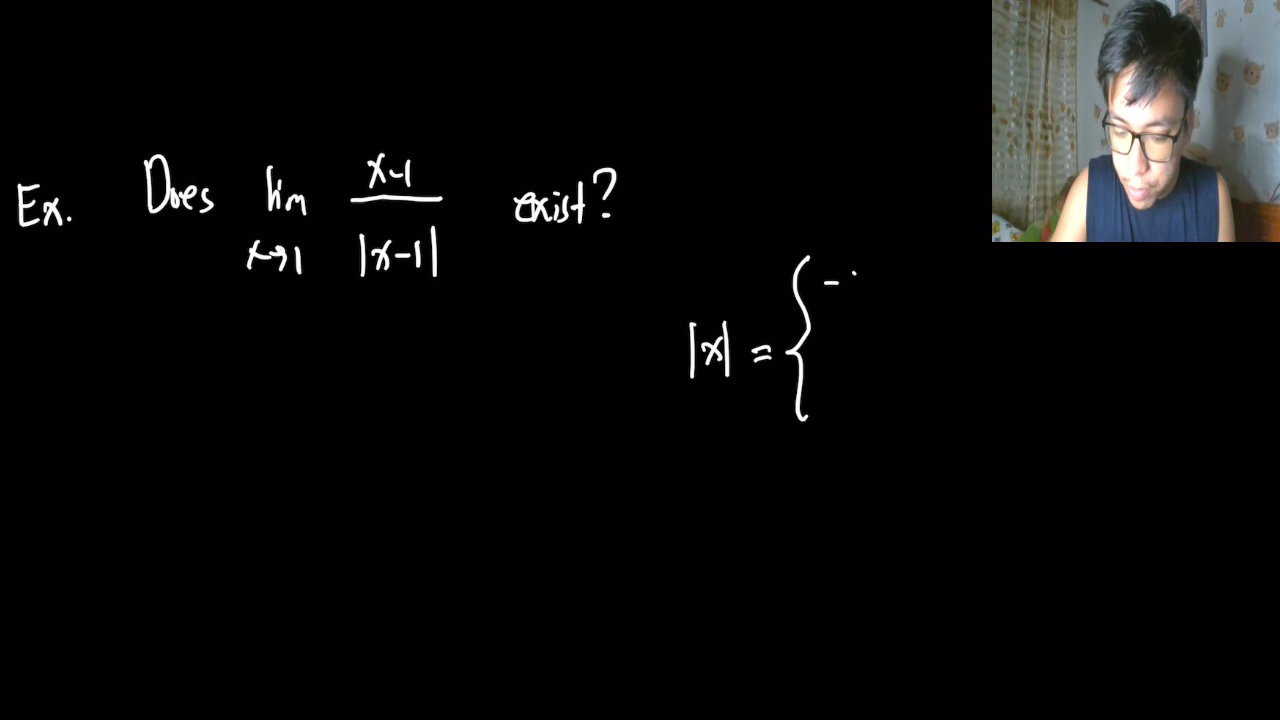 Ex. Does lim x→1 x-1 / |x-1| exist?
|x| = { -